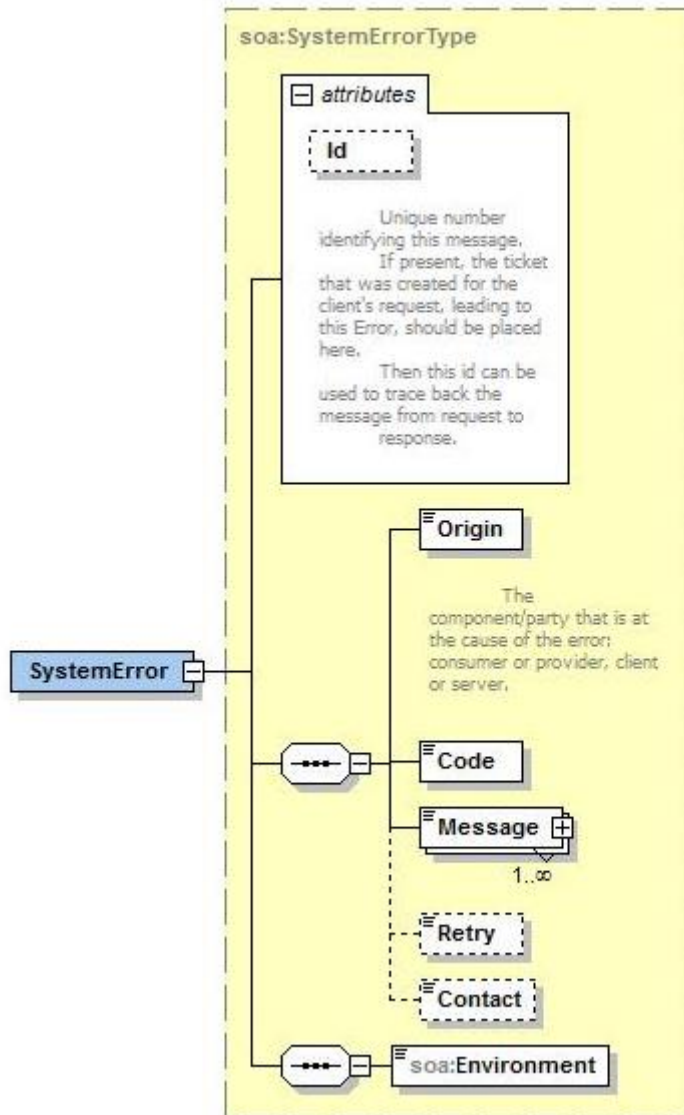 soa:SystemErrorType
attributes
Id
Unique number
identifying this message.
If present, the ticket
that was created for the
client's request, leading to
this Error, should be placed
here.
Then this id can be
used to trace back the
message from request to
response.
Origin
The
component/party that is at
the cause of the error:
consumer or provider, client
or server.
SystemError
Code
Message
1..∞
Retry
Contact
soa:Environment